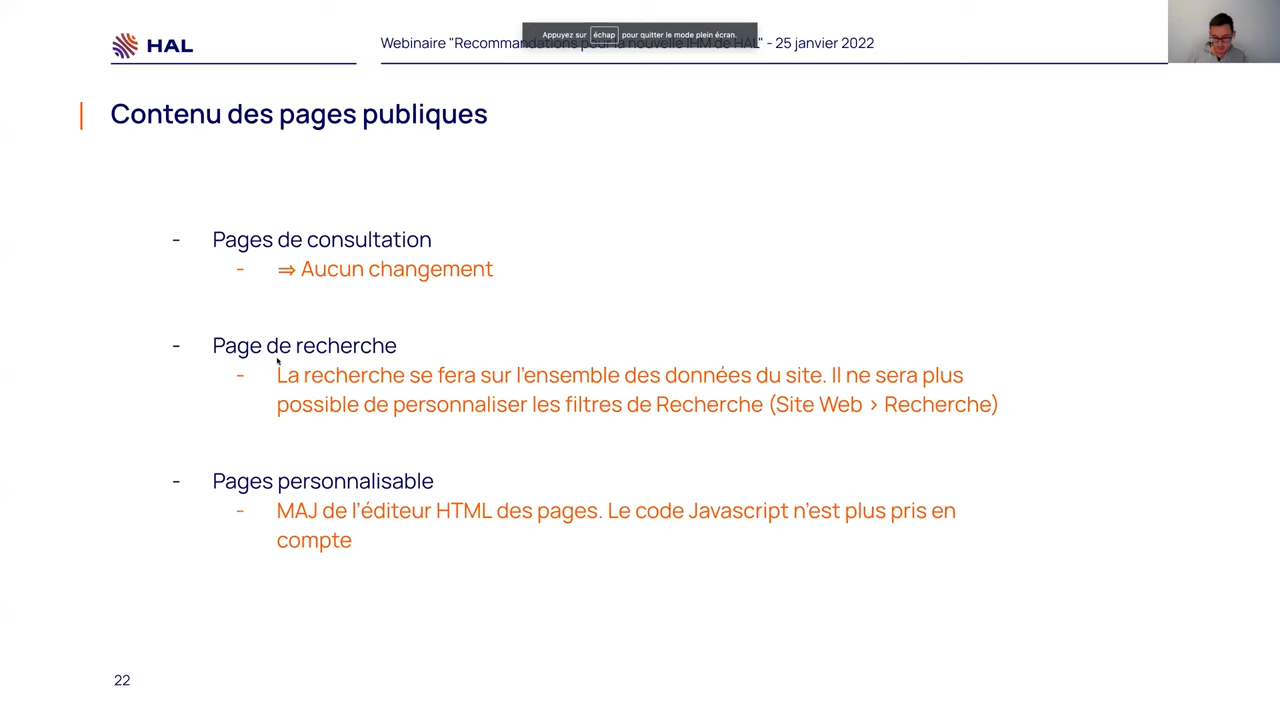 HAL
Webinaire "Recommandations pour la nouvelle IHM de HAL" - 25 janvier 2022
Appuyez sur échap pour quitter le mode plein écran.
Contenu des pages publiques
- Pages de consultation
- ⇒ Aucun changement
- Page de recherche
- La recherche se fera sur l'ensemble des données du site. Il ne sera plus
possible de personnaliser les filtres de Recherche (Site Web > Recherche)
- Pages personnalisable
- MAJ de l'éditeur HTML des pages. Le code Javascript n'est plus pris en
compte
22